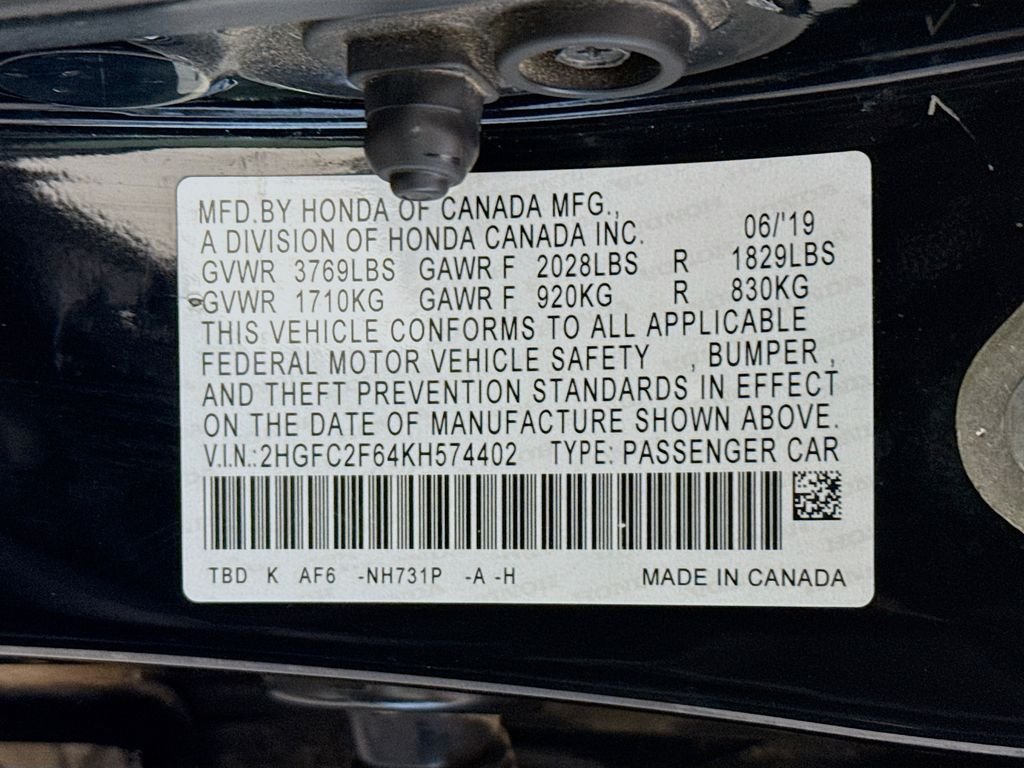 MFD.BY HONDA OF CANADA MFG.,
A DIVISION OF HONDA CANADA INC. 06/'19
GVWR 3769LBS GAWR F 2028LBS R 1829LBS
GVWR 1710KG GAWR F 920KG R 830KG
THIS VEHICLE CONFORMS TO ALL APPLICABLE
FEDERAL MOTOR VEHICLE SAFETY , BUMPER ,
AND THEFT PREVENTION STANDARDS IN EFFECT
ON THE DATE OF MANUFACTURE SHOWN ABOVE.
V.I.N.:2HGFC2F64KH574402 TYPE: PASSENGER CAR
TBD K AF6 -NH731P -A -H MADE IN CANADA